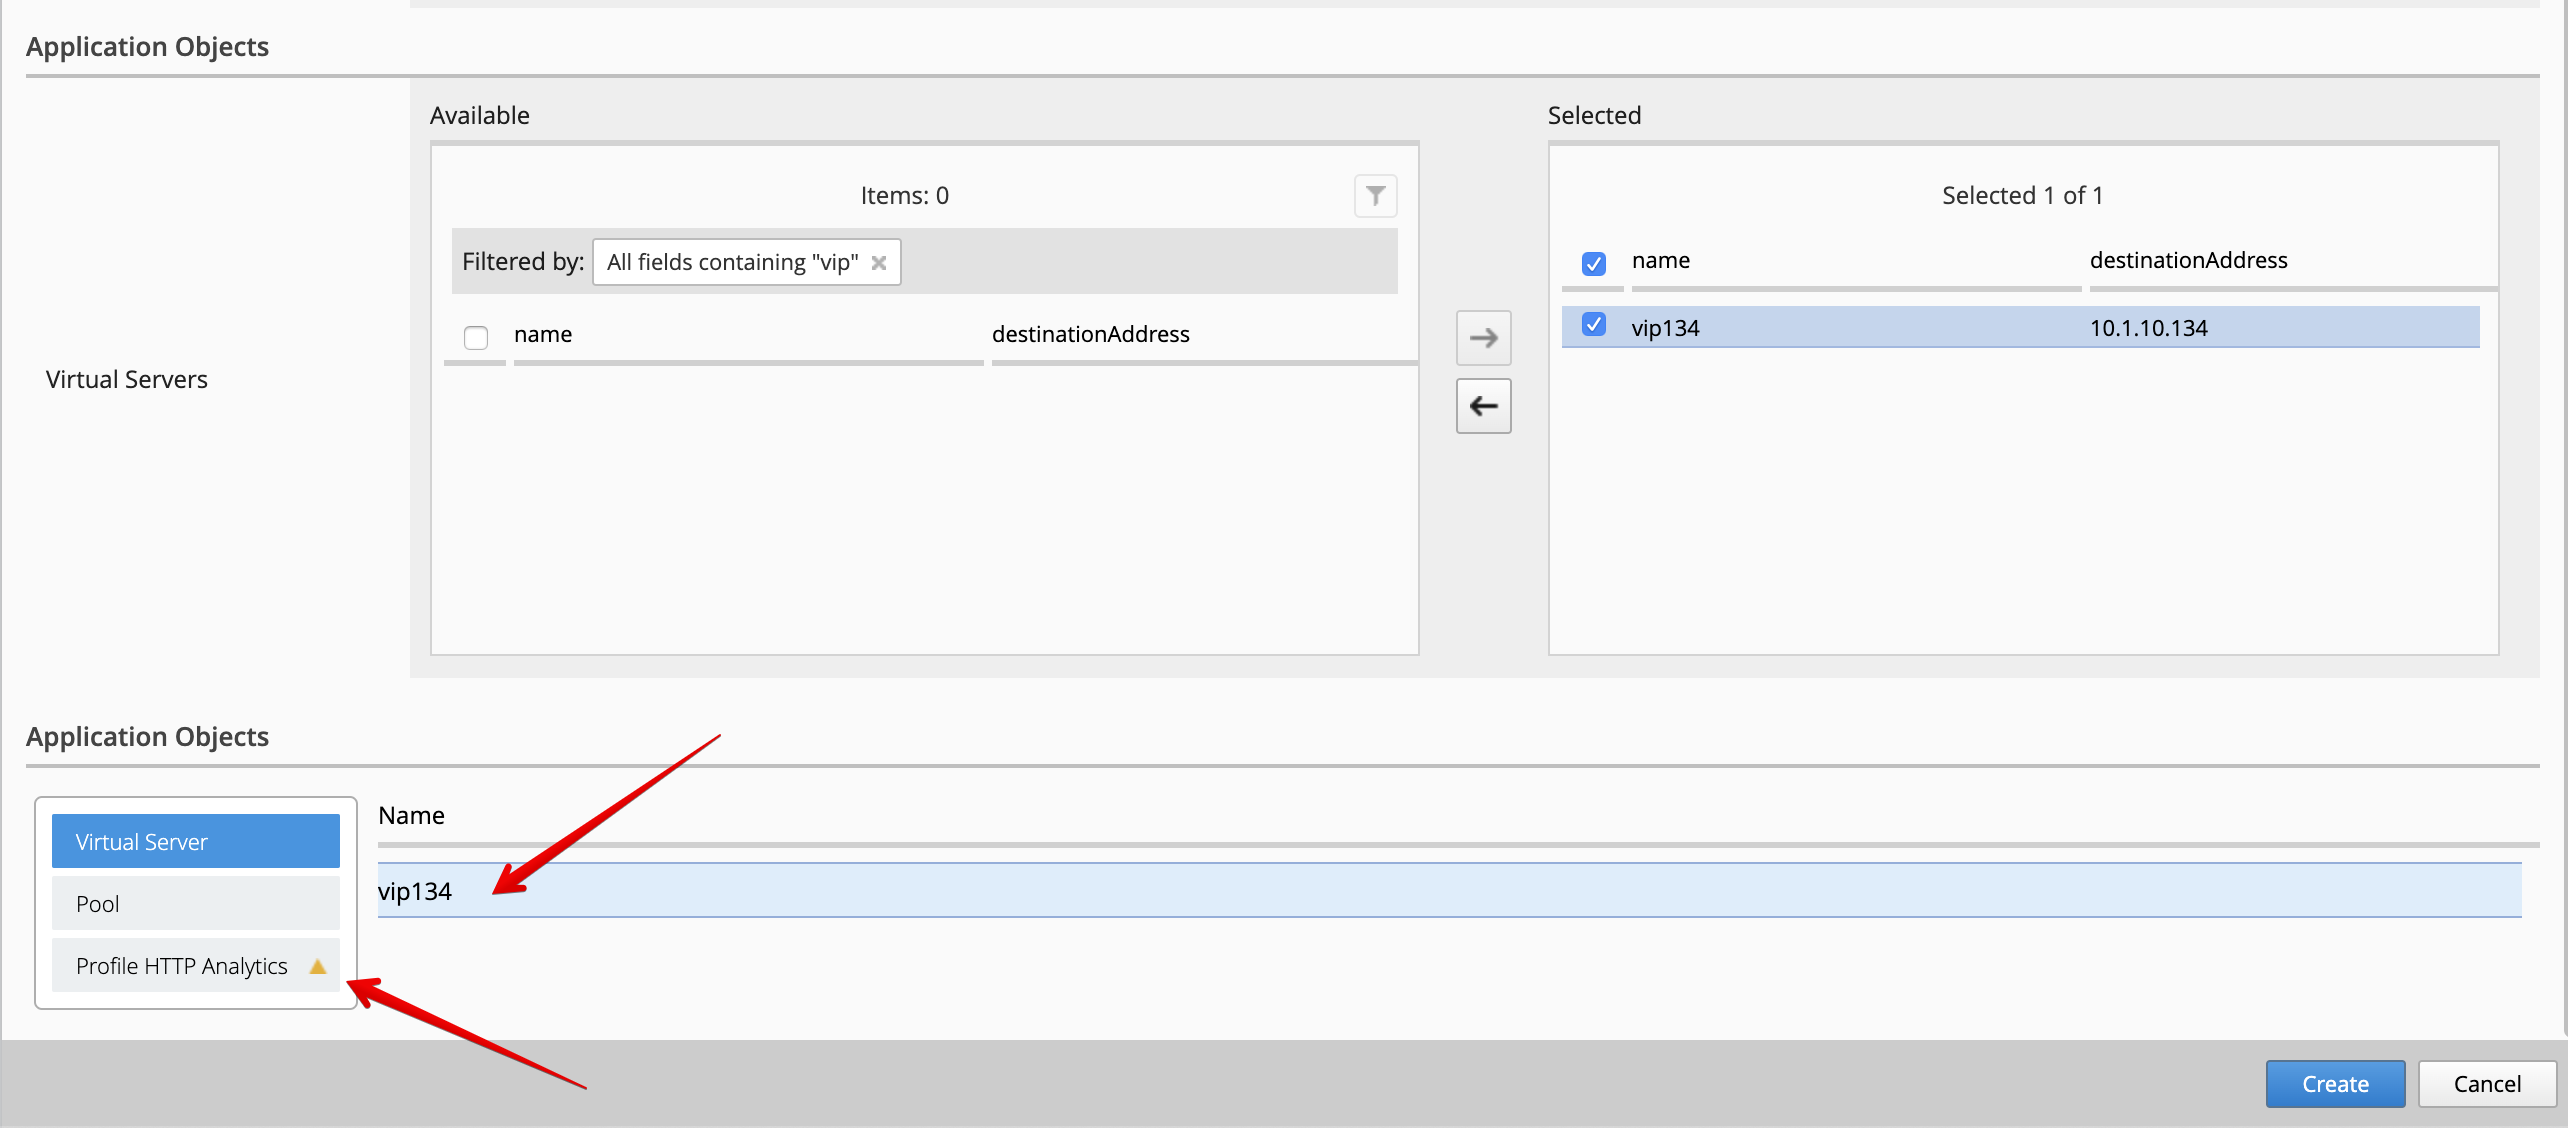 Application Objects
Available
Selected
Items: 0
Selected 1 of 1
Filtered by: All fields containing "vip"
name destinationAddress
name destinationAddress
vip134 10.1.10.134
Virtual Servers
Application Objects
Virtual Server
Pool
Profile HTTP Analytics
Name
vip134
Create
Cancel